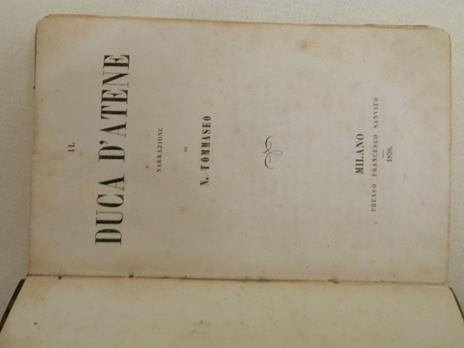 IL
DUCA D'ATENE
NARRAZIONE
DI
N. TOMMASEO
MILANO
PRESSO FRANCESCO SANVITO
1858.